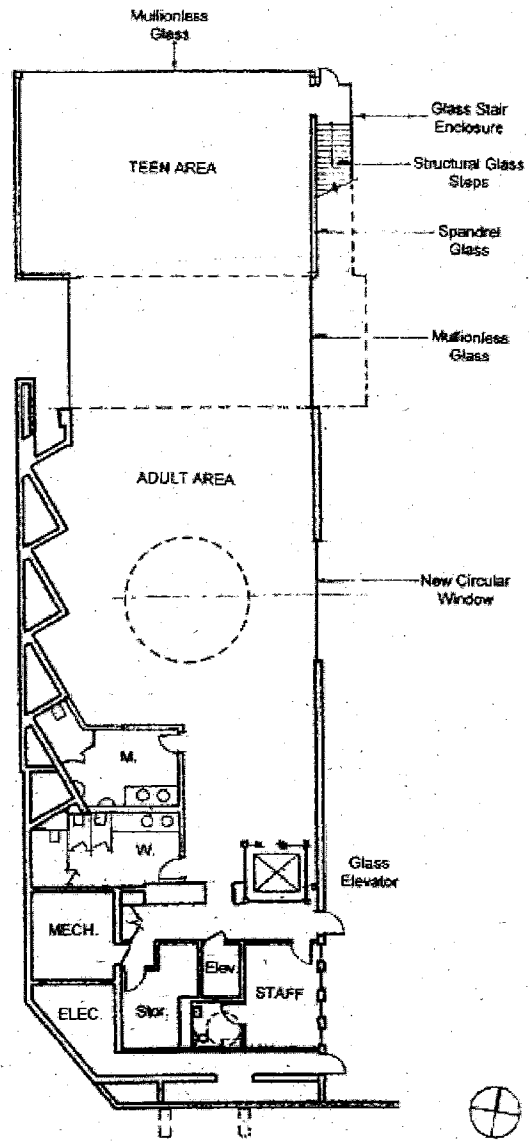 Mullionless
Glass
Glass Stair
Enclosure
TEEN AREA
Structural Glass
Steps
Spandrel
Glass
Mullionless
Glass
ADULT AREA
New Circular
Window
M.
W.
Glass
Elevator
MECH.
Elev.
STAFF
ELEC.
Stor.